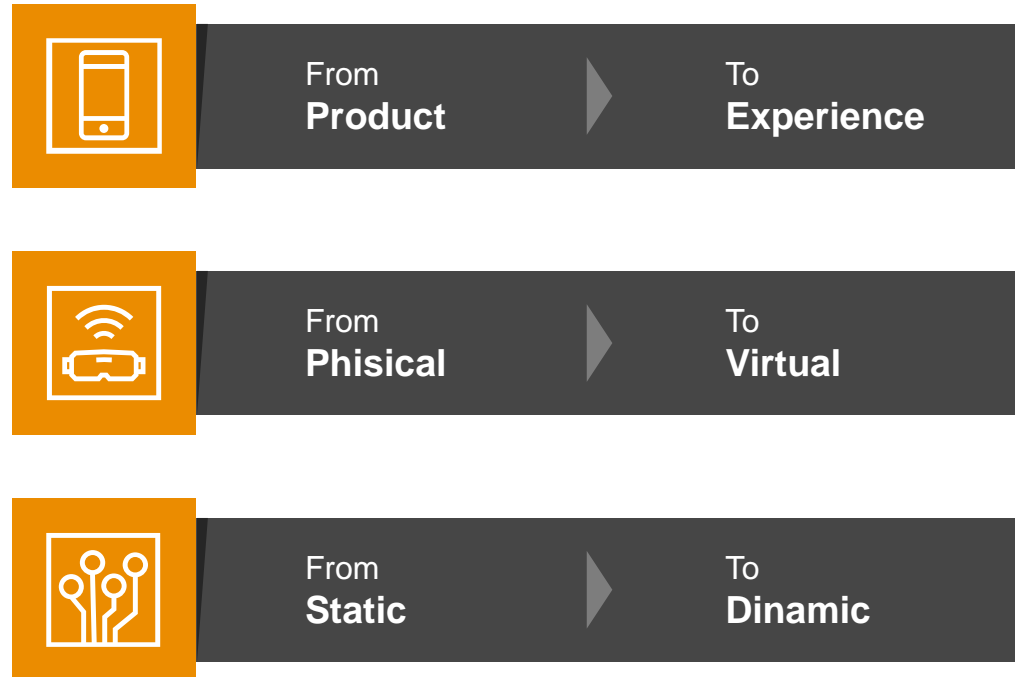 From
Product
To
Experience
From
Phisical
To
Virtual
From
Static
To
Dinamic